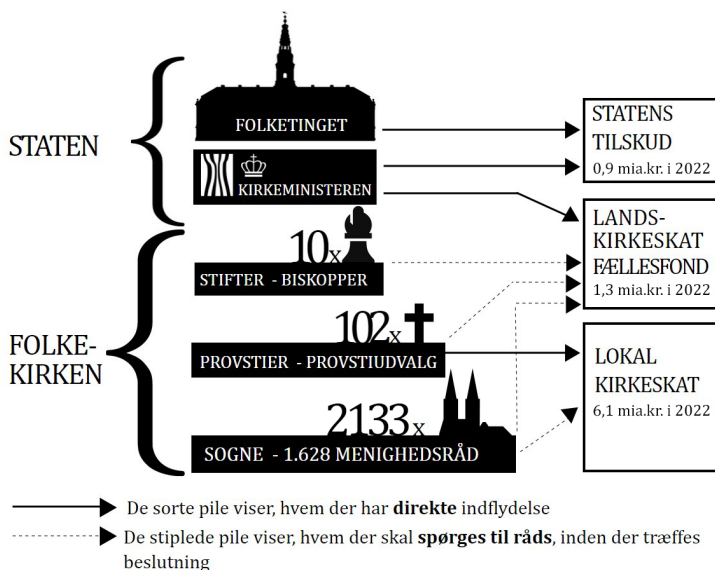 STATEN
FOLKETINGET
KIRKEMINISTEREN
STATENS
TILSKUD
0,9 mia.kr. i 2022
FOLKE-
KIRKEN
10x
STIFTER - BISKOPPER
102x
PROVSTIER - PROVSTIUDVALG
2133x
SOGNE - 1.628 MENIGHEDSRÅD
LANDS-
KIRKESKAT
FÆLLESFOND
1,3 mia.kr. i 2022
LOKAL
KIRKESKAT
6,1 mia.kr. i 2022
De sorte pile viser, hvem der har direkte indflydelse
De stiplede pile viser, hvem der skal spørges til råds, inden der træffes
beslutning